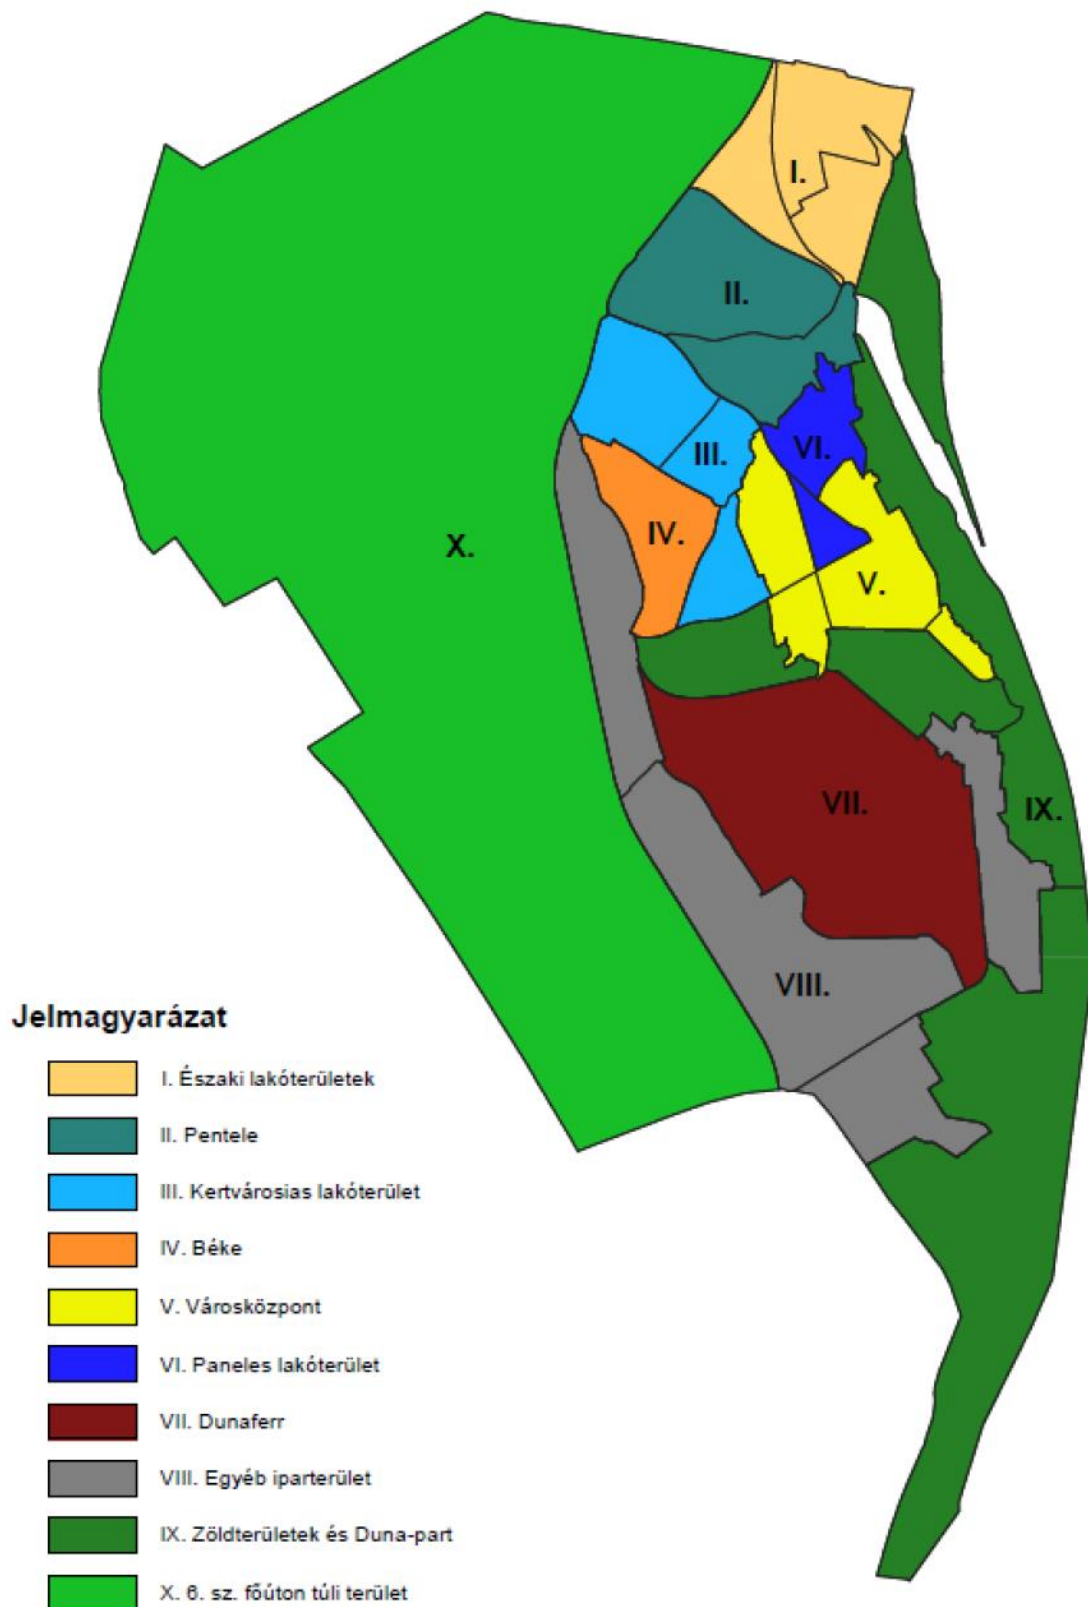 I.
II.
III.
VI.
IV.
X.
V.
VII.
IX.
VIII.
Jelmagyarázat
I. Északi lakóterületek
II. Pentele
III. Kertvárosias lakóterület
IV. Béke
V. Városközpont
VI. Paneles lakóterület
VII. Dunaferr
VIII. Egyéb iparterület
IX. Zöldterületek és Duna-part
X. 6. sz. főúton túli terület